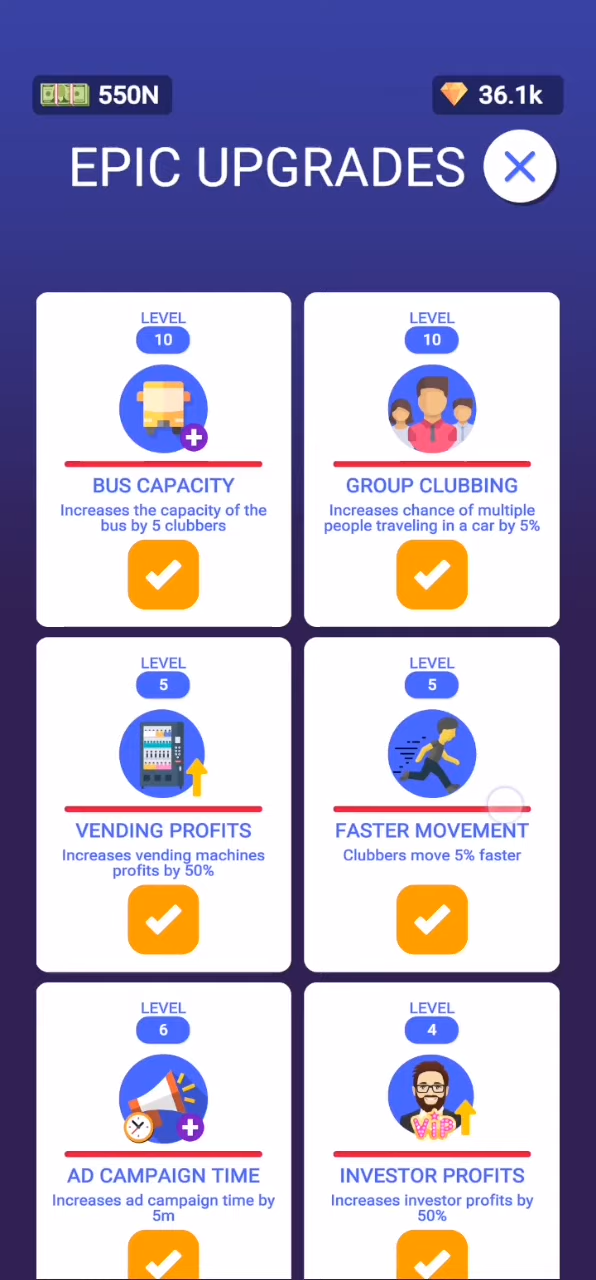 550N
36.1k
EPIC UPGRADES
LEVEL
10
BUS CAPACITY
Increases the capacity of the
bus by 5 clubbers
LEVEL
10
GROUP CLUBBING
Increases chance of multiple
people traveling in a car by 5%
LEVEL
5
VENDING PROFITS
Increases vending machines
profits by 50%
LEVEL
5
FASTER MOVEMENT
Clubbers move 5% faster
LEVEL
6
AD CAMPAIGN TIME
Increases ad campaign time by
5m
LEVEL
4
ViP
INVESTOR PROFITS
Increases investor profits by
50%